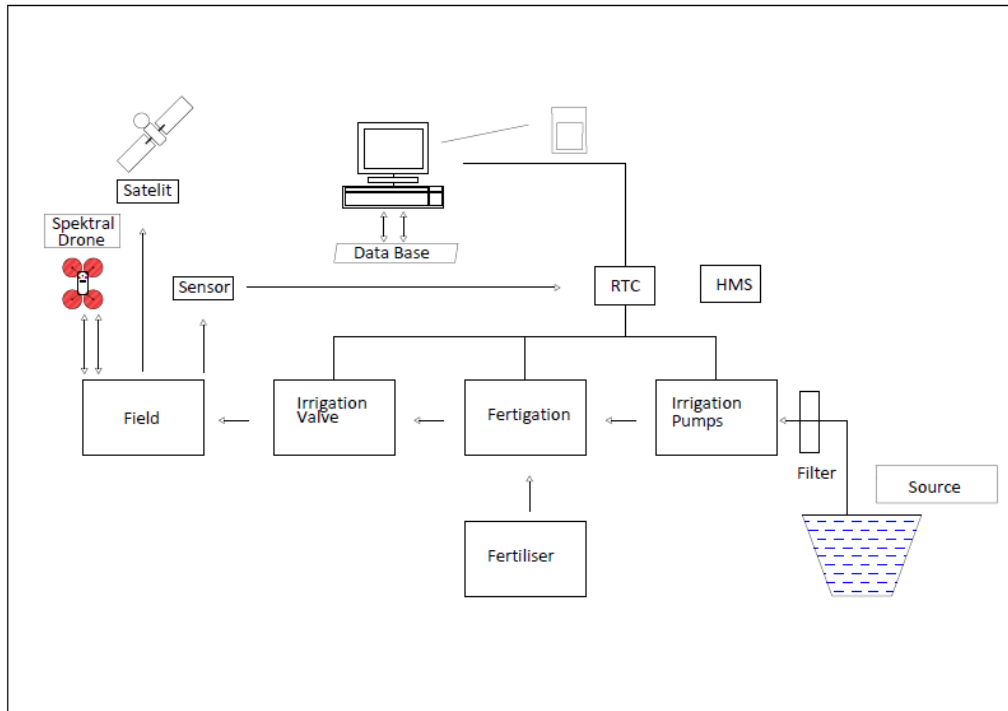 Satelit
Spektral
Drone
Data Base
Sensor
RTC
HMS
Field
Irrigation
Valve
Fertigation
Irrigation
Pumps
Filter
Source
Fertiliser